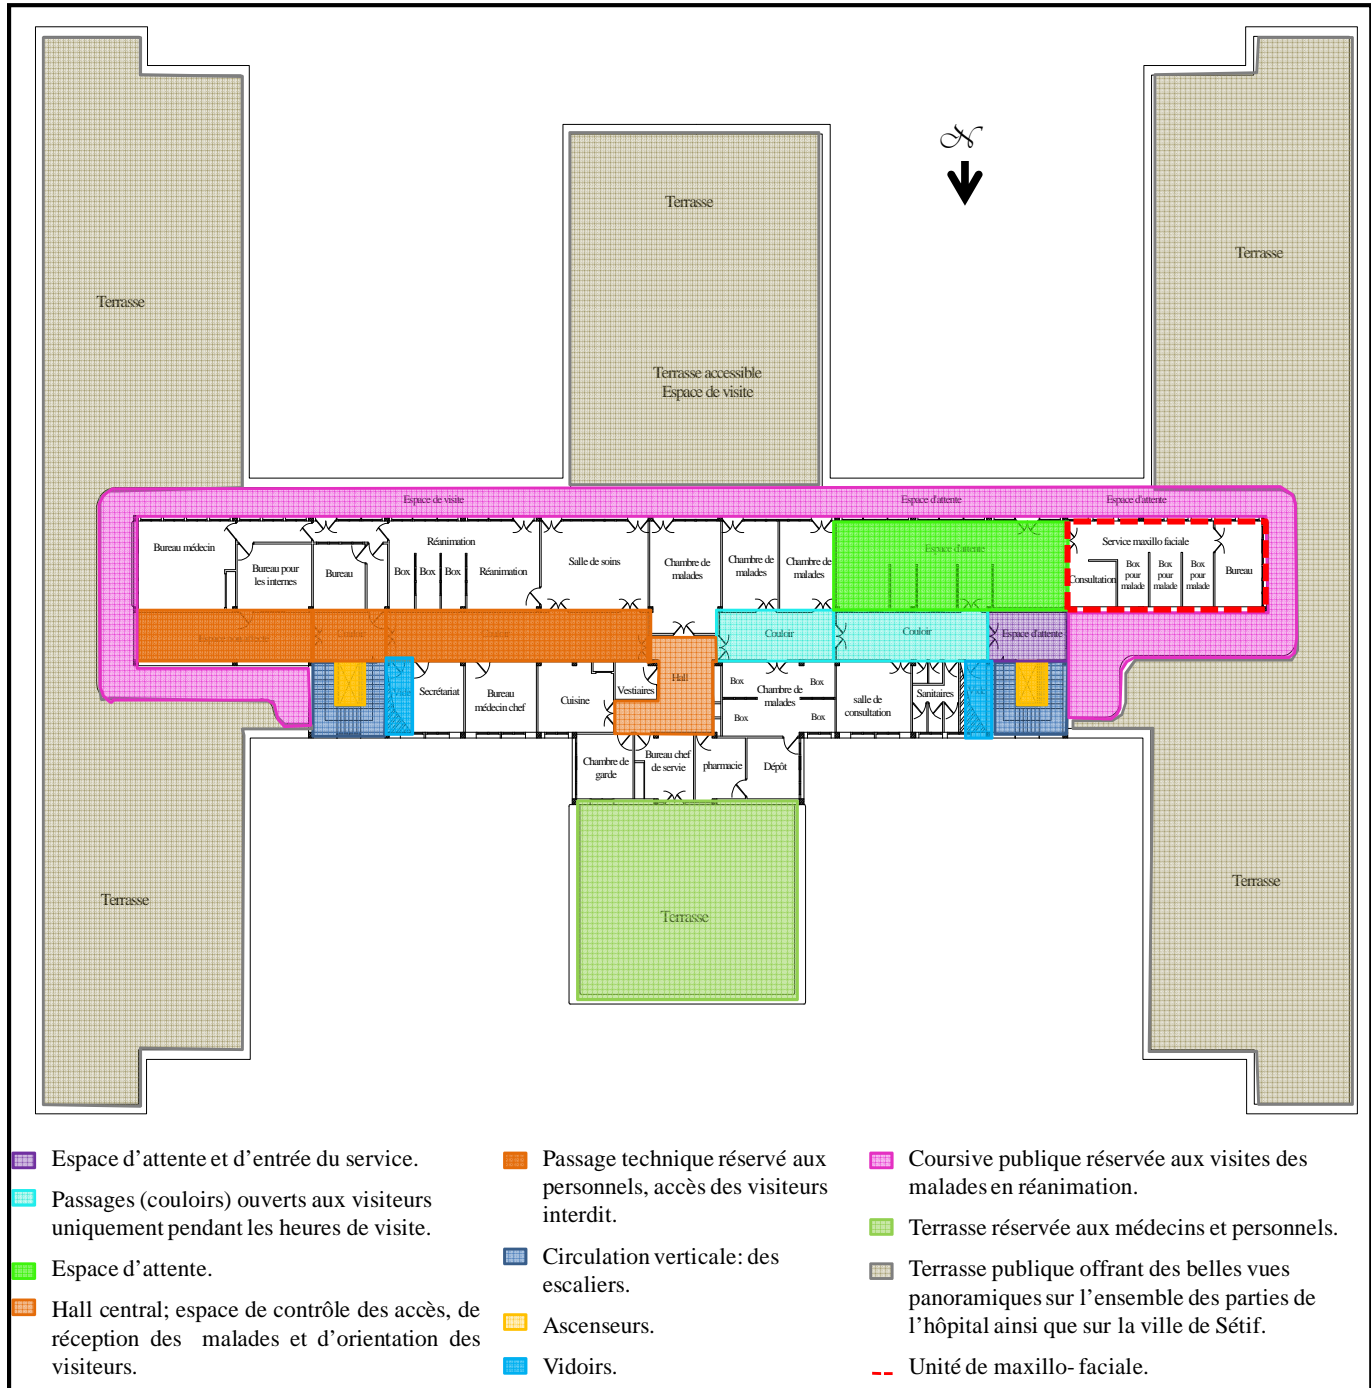 N
Terrasse
Terrasse
Terrasse
Terrasse accessible
Espace de visite
Espace de visite
Espace d'attente
Espace d'attente
Bureau médecin
Bureau pour
les internes
Bureau
Réanimation
Box
Box
Box
Réanimation
Salle de soins
Chambre de
malades
Chambre de
malades
Chambre de
malades
Espace d'attente
Service maxillo faciale
Consultation
Box
pour
malade
Box
pour
malade
Box
pour
malade
Bureau
Espace non affecté
Couloir
Couloir
Couloir
Couloir
Espace d'attente
Hall
Vide
Secrétariat
Bureau
médecin chef
Cuisine
Vestiaires
Box
Box
Chambre de
malades
Box
Box
salle de
consultation
Sanitaires
Vide
Chambre de
garde
Bureau chef
de servie
pharmacie
Dépôt
Terrasse
Terrasse
Terrasse
Espace d’attente et d’entrée du service.
Passages (couloirs) ouverts aux visiteurs
uniquement pendant les heures de visite.
Espace d’attente.
Hall central; espace de contrôle des accès, de
réception des malades et d’orientation des
visiteurs.
Passage technique réservé aux
personnels, accès des visiteurs
interdit.
Circulation verticale: des
escaliers.
Ascenseurs.
Vidoirs.
Coursive publique réservée aux visites des
malades en réanimation.
Terrasse réservée aux médecins et personnels.
Terrasse publique offrant des belles vues
panoramiques sur l’ensemble des parties de
l’hôpital ainsi que sur la ville de Sétif.
Unité de maxillo- faciale.